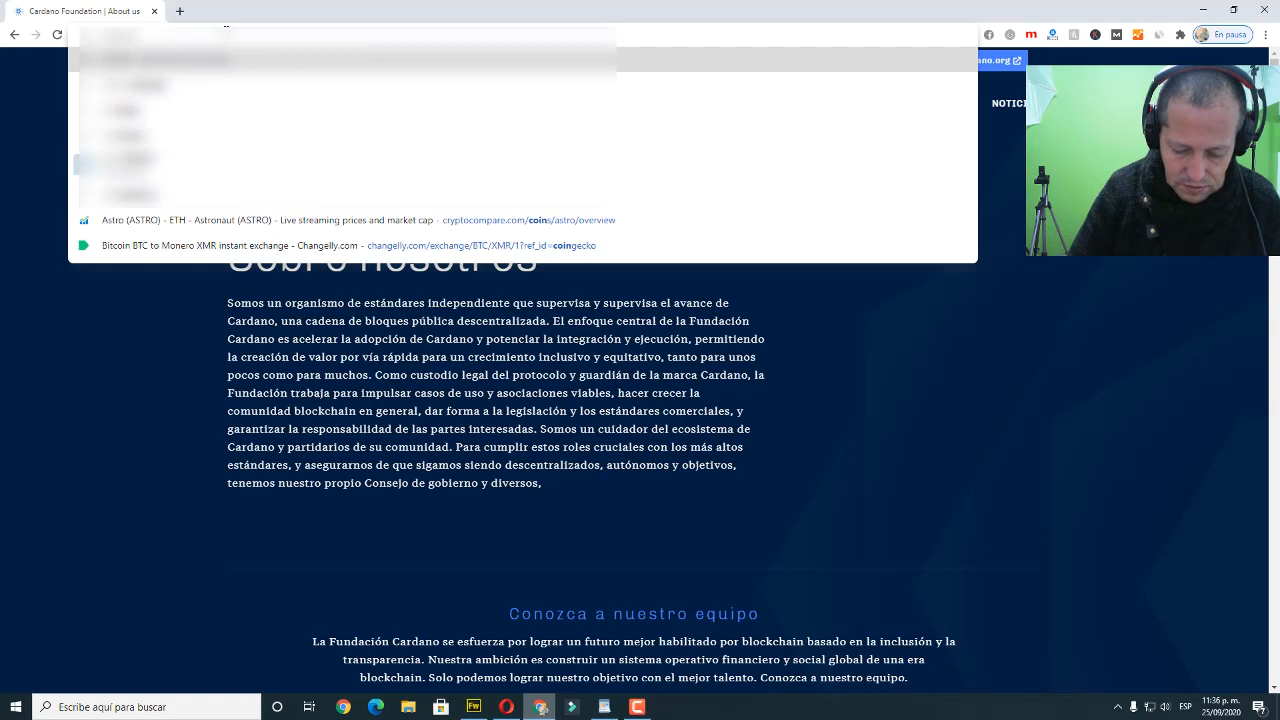 En pausa
Astro (ASTRO) - ETH - Astronaut (ASTRO) - Live streaming prices and market cap - cryptocompare.com/coins/astro/overview
Bitcoin BTC to Monero XMR instant exchange - Changelly.com - changelly.com/exchange/BTC/XMR/1?ref_id=coingecko
ano.org
NOTICI
Sobre nosotros
Somos un organismo de estándares independiente que supervisa y supervisa el avance de
Cardano, una cadena de bloques pública descentralizada. El enfoque central de la Fundación
Cardano es acelerar la adopción de Cardano y potenciar la integración y ejecución, permitiendo
la creación de valor por vía rápida para un crecimiento inclusivo y equitativo, tanto para unos
pocos como para muchos. Como custodio legal del protocolo y guardián de la marca Cardano, la
Fundación trabaja para impulsar casos de uso y asociaciones viables, hacer crecer la
comunidad blockchain en general, dar forma a la legislación y los estándares comerciales, y
garantizar la responsabilidad de las partes interesadas. Somos un cuidador del ecosistema de
Cardano y partidarios de su comunidad. Para cumplir estos roles cruciales con los más altos
estándares, y asegurarnos de que sigamos siendo descentralizados, autónomos y objetivos,
tenemos nuestro propio Consejo de gobierno y diversos,
Conozca a nuestro equipo
La Fundación Cardano se esfuerza por lograr un futuro mejor habilitado por blockchain basado en la inclusión y la
transparencia. Nuestra ambición es construir un sistema operativo financiero y social global de una era
blockchain. Solo podemos lograr nuestro objetivo con el mejor talento. Conozca a nuestro equipo.
Escribe aquí para buscar
Fw
ESP
11:36 p. m.
25/09/2020